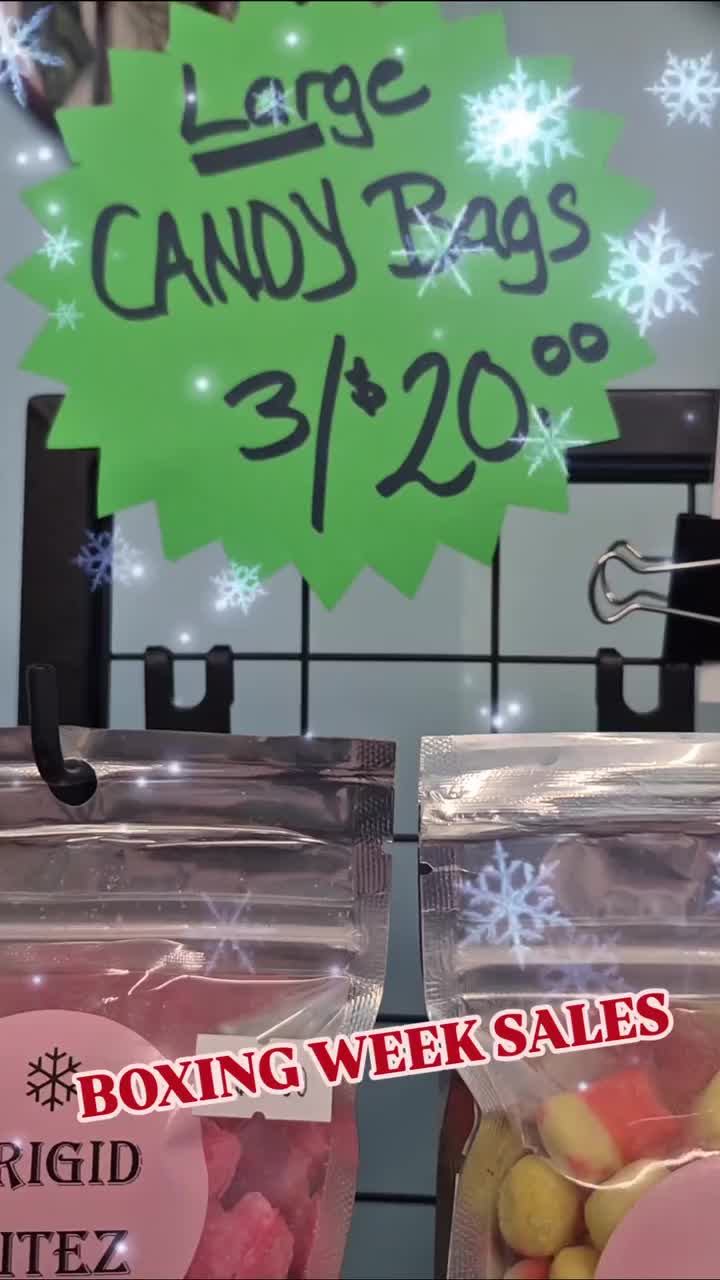 Large
CANDY Bags
3/$20.00
BOXING WEEK SALES
RIGID
ITEZ